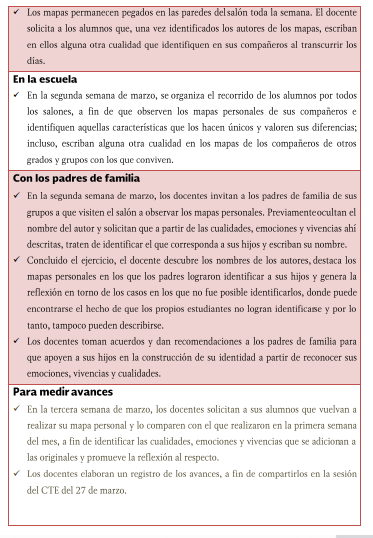 ✓ Los mapas permanecen pegados en las paredes del salón toda la semana. El docente
solicita a los alumnos que, una vez identificados los autores de los mapas, escriban
en ellos alguna otra cualidad que identifiquen en sus compañeros al transcurrir los
días.
En la escuela
✓ En la segunda semana de marzo, se organiza el recorrido de los alumnos por todos
los salones, a fin de que observen los mapas personales de sus compañeros e
identifiquen aquellas características que los hacen únicos y valoren sus diferencias;
incluso, escriban alguna otra cualidad en los mapas de los compañeros de otros
grados y grupos con los que conviven.
Con los padres de familia
✓ En la segunda semana de marzo, los docentes invitan a los padres de familia de sus
grupos a que visiten el salón a observar los mapas personales. Previamente ocultan el
nombre del autor y solicitan que a partir de las cualidades, emociones y vivencias ahí
descritas, traten de identificar el que corresponda a sus hijos y escriban su nombre.
✓ Concluido el ejercicio, el docente descubre los nombres de los autores, destaca los
mapas personales en los que los padres lograron identificar a sus hijos y genera la
reflexión en torno de los casos en los que no fue posible identificarlos, donde puede
encontrarse el hecho de que los propios estudiantes no logran identificarse y por lo
tanto, tampoco pueden describirse.
✓ Los docentes toman acuerdos y dan recomendaciones a los padres de familia para
que apoyen a sus hijos en la construcción de su identidad a partir de reconocer sus
emociones, vivencias y cualidades.
Para medir avances
✓ En la tercera semana de marzo, los docentes solicitan a sus alumnos que vuelvan a
realizar su mapa personal y lo comparen con el que realizaron en la primera semana
del mes, a fin de identificar las cualidades, emociones y vivencias que se adicionan a
las originales y promueve la reflexión al respecto.
✓ Los docentes elaboran un registro de los avances, a fin de compartirlos en la sesión
del CTE del 27 de marzo.